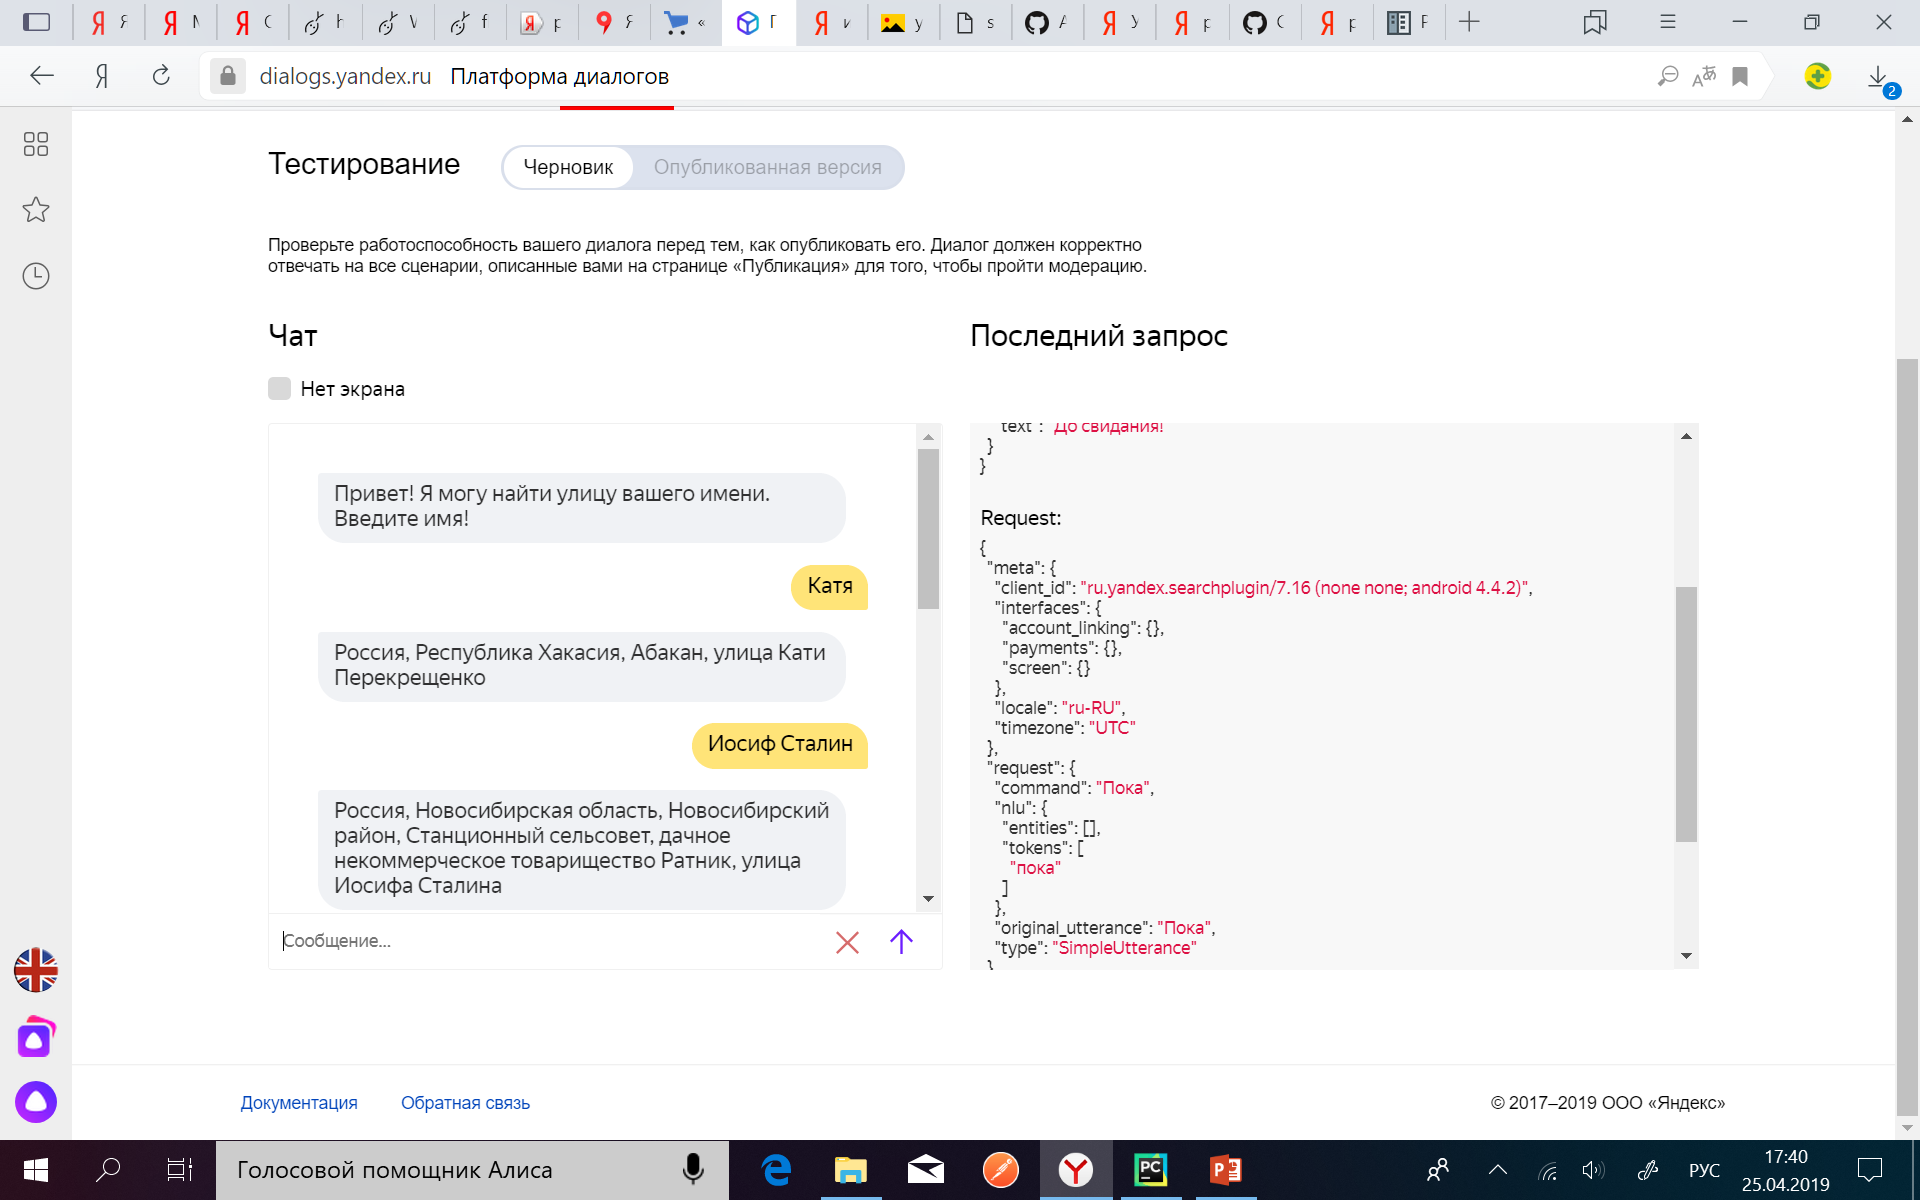 Я М С h W f р Я « П и у s А У р С р F
dialogs.yandex.ru Платформа диалогов
2
Тестирование
Черновик
Опубликованная версия
Проверьте работоспособность вашего диалога перед тем, как опубликовать его. Диалог должен корректно
отвечать на все сценарии, описанные вами на странице «Публикация» для того, чтобы пройти модерацию.
Чат
Нет экрана
Привет! Я могу найти улицу вашего имени.
Введите имя!
Катя
Россия, Республика Хакасия, Абакан, улица Кати
Перекрещенко
Иосиф Сталин
Россия, Новосибирская область, Новосибирский
район, Станционный сельсовет, дачное
некоммерческое товарищество Ратник, улица
Иосифа Сталина
Сообщение...
Последний запрос
"text": "До свидания!"
}
}
Request:
{
"meta": {
"client_id": "ru.yandex.searchplugin/7.16 (none none; android 4.4.2)",
"interfaces": {
"account_linking": {},
"payments": {},
"screen": {}
},
"locale": "ru-RU",
"timezone": "UTC"
},
"request": {
"command": "Пока",
"nlu": {
"entities": [],
"tokens": [
"пока"
]
},
"original_utterance": "Пока",
"type": "SimpleUtterance"
}
Документация
Обратная связь
© 2017–2019 ООО «Яндекс»
Голосовой помощник Алиса
РУС
17:40
25.04.2019